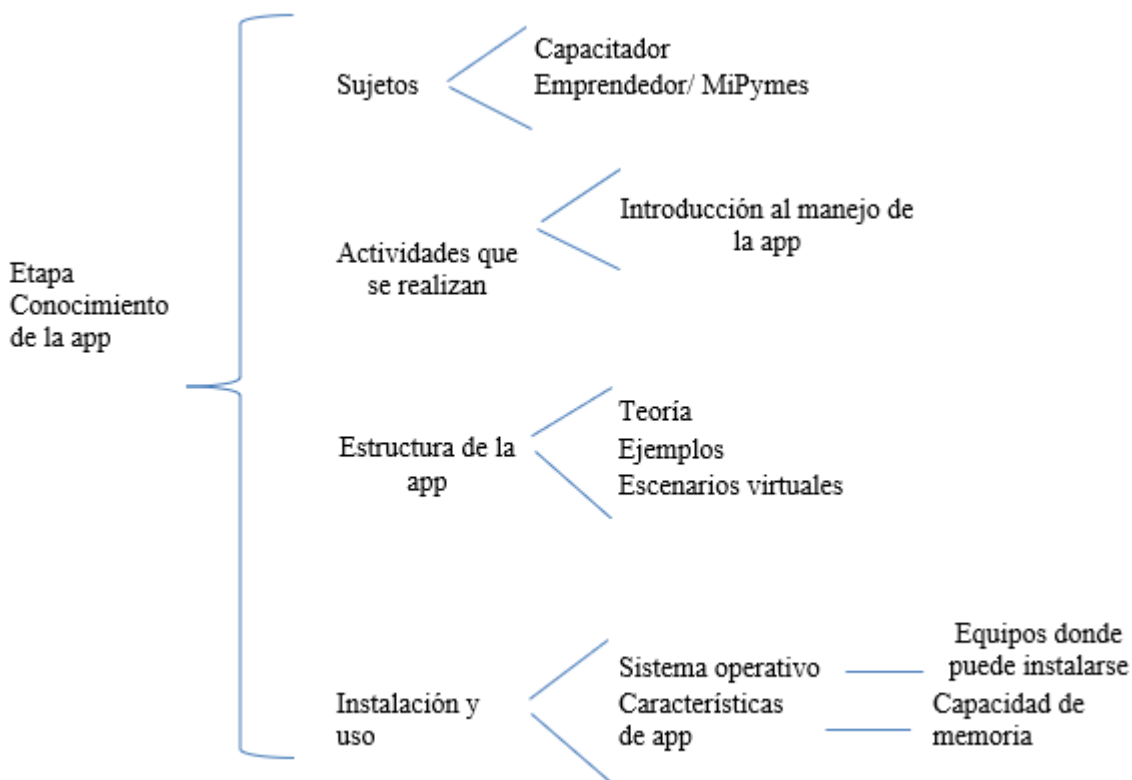 Etapa
Conocimiento
de la app
Sujetos
Capacitador
Emprendedor/ MiPymes
Actividades que
se realizan
Introducción al manejo de
la app
Estructura de la
app
Teoría
Ejemplos
Escenarios virtuales
Instalación y
uso
Sistema operativo
Equipos donde
puede instalarse
Características
de app
Capacidad de
memoria